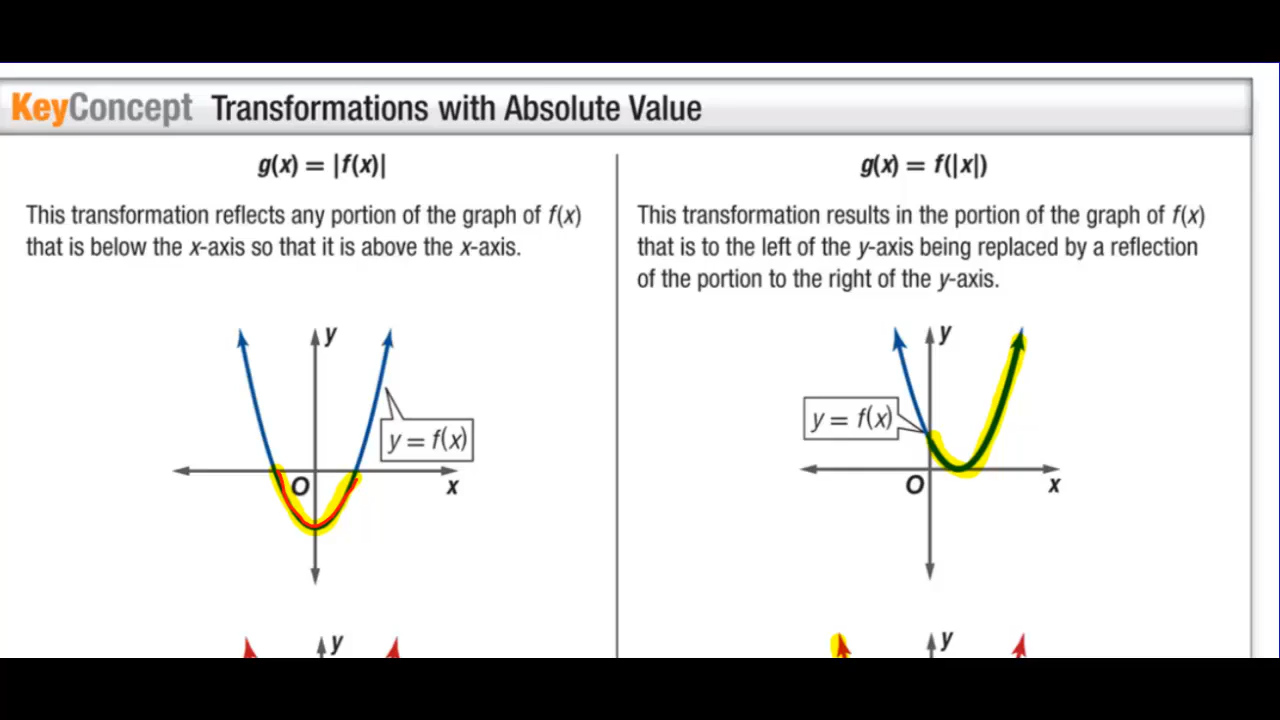 KeyConcept Transformations with Absolute Value
g(x) = |f(x)|
This transformation reflects any portion of the graph of f(x)
that is below the x-axis so that it is above the x-axis.
y
y = f(x)
O
x
y
g(x) = f(|x|)
This transformation results in the portion of the graph of f(x)
that is to the left of the y-axis being replaced by a reflection
of the portion to the right of the y-axis.
y
y = f(x)
O
x
y